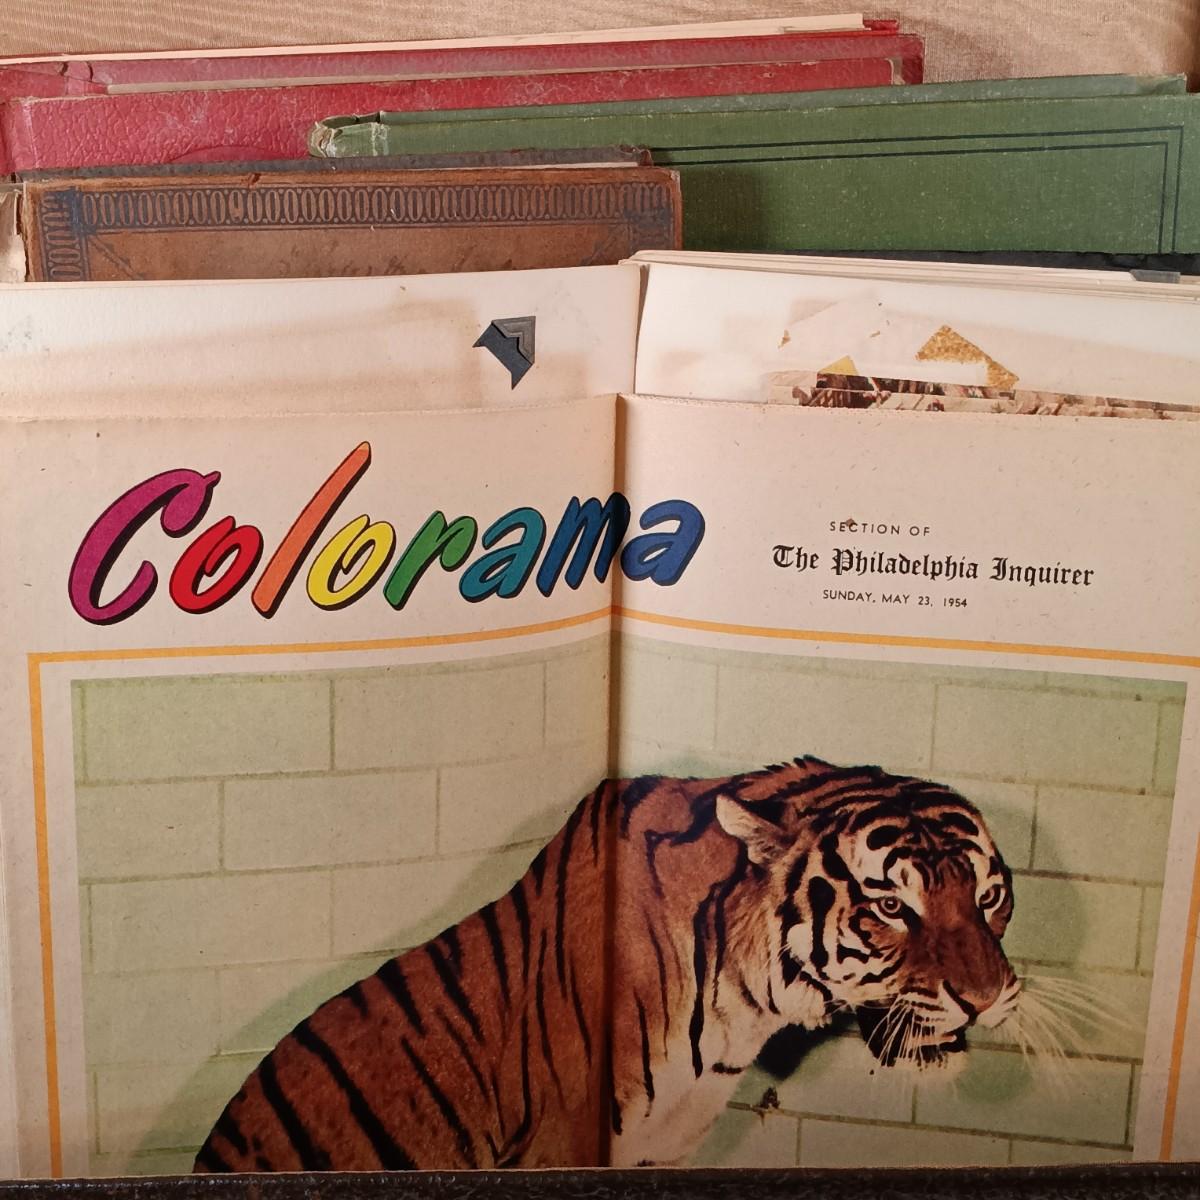 Colorama
SECTION OF
The Philadelphia Inquirer
SUNDAY, MAY 23, 1954